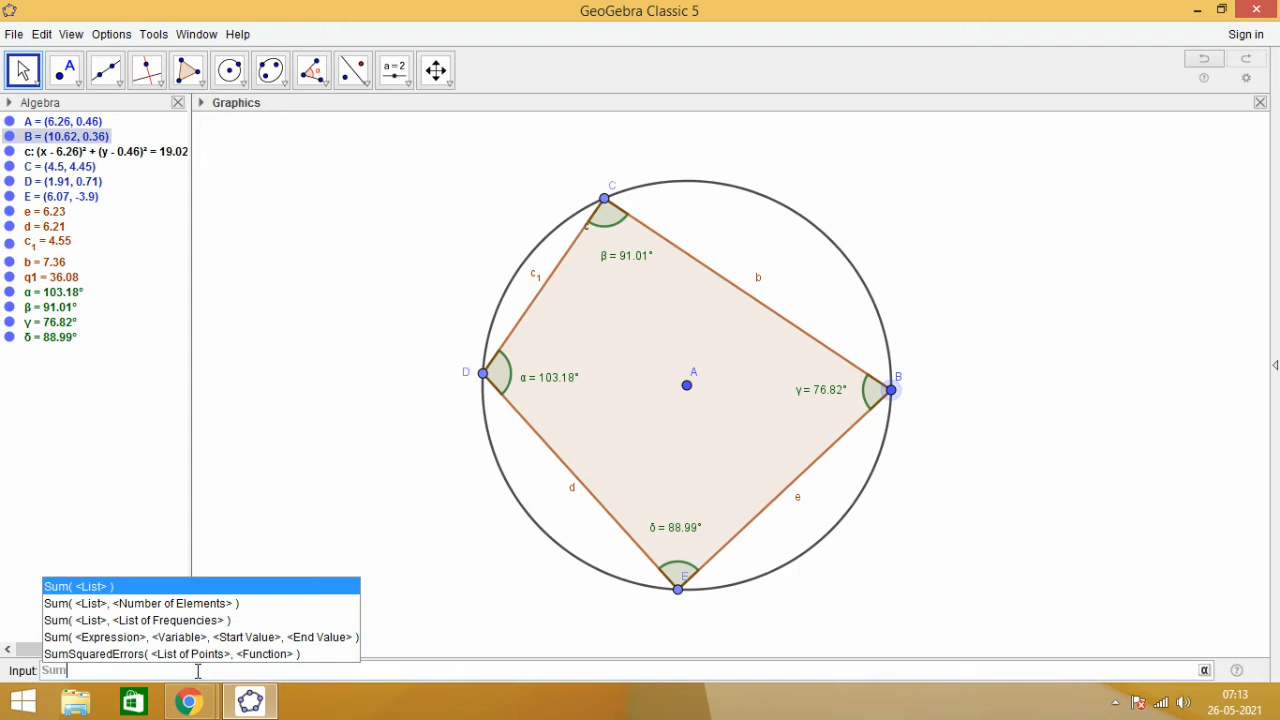 GeoGebra Classic 5
File Edit View Options Tools Window Help
Sign in
A
a = 2
Algebra
Graphics
A = (6.26, 0.46)
B = (10.62, 0.36)
c: (x - 6.26)² + (y - 0.46)² = 19.02
C = (4.5, 4.45)
D = (1.91, 0.71)
E = (6.07, -3.9)
e = 6.23
d = 6.21
c₁ = 4.55
b = 7.36
q1 = 36.08
α = 103.18°
β = 91.01°
γ = 76.82°
δ = 88.99°
C
c
β = 91.01°
c₁
b
D
α = 103.18°
A
γ = 76.82°
B
d
e
δ = 88.99°
E
Sum( <List> )
Sum( <List>, <Number of Elements> )
Sum( <List>, <List of Frequencies> )
Sum( <Expression>, <Variable>, <Start Value>, <End Value> )
SumSquaredErrors( <List of Points>, <Function> )
Input: Sum
α
07:13
26-05-2021